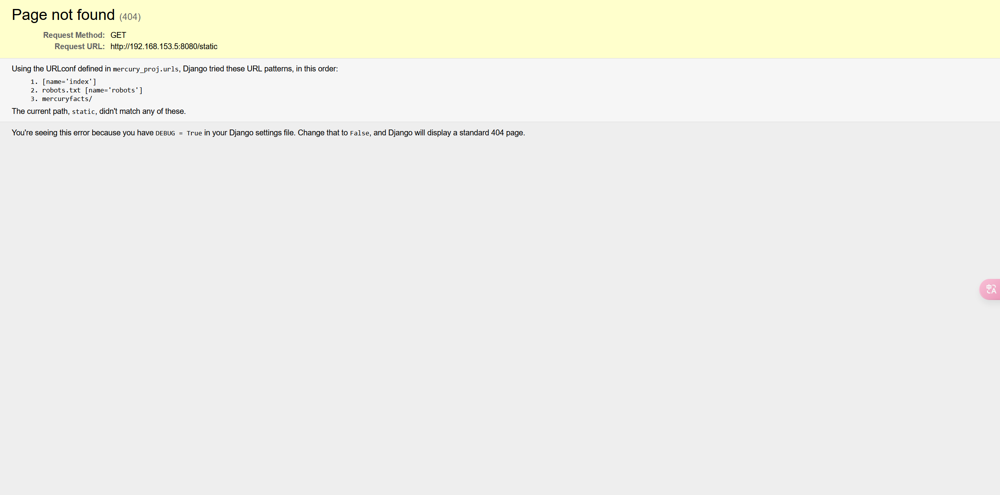 Page not found (404)
Request Method: GET
Request URL: http://192.168.153.5:8080/static
Using the URLconf defined in mercury_proj.urls, Django tried these URL patterns, in this order:
1. [name='index']
2. robots.txt [name='robots']
3. mercuryfacts/
The current path, static, didn't match any of these.
You're seeing this error because you have DEBUG = True in your Django settings file. Change that to False, and Django will display a standard 404 page.
中A